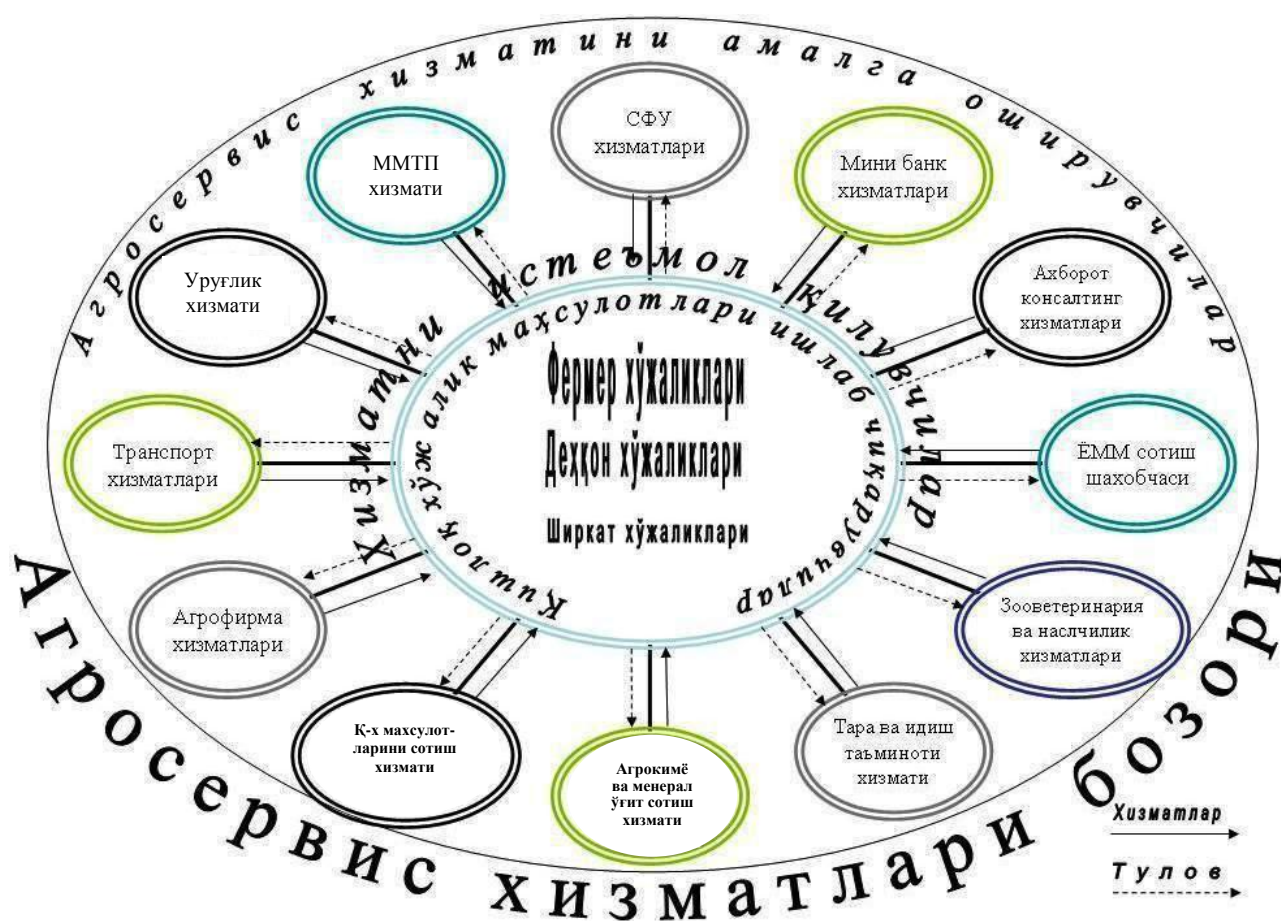 Агросервис хизматини амалга оширувчилар
СФУ
хизматлари
ММТП
хизмати
Мини банк
хизматлари
Уруғлик
хизмати
Ахборот
консалтинг
хизматлари
Хизматни истеъмол қилувчилар
Қишлоқ хўжалик маҳсулотлари ишлаб чиқарувчилар
Фермер хўжаликлари
Деҳқон хўжаликлари
Ширкат хўжаликлари
Транспорт
хизматлари
ЁММ сотиш
шахобчаси
Агрофирма
хизматлари
Зооветеринария
ва наслчилик
хизматлари
Қ-х махсулот-
ларини сотиш
хизмати
Агрокимё
ва менерал
ўғит сотиш
хизмати
Тара ва идиш
таъминоти
хизмати
Агросервис хизматлари бозори
Хизматлар
Тулов